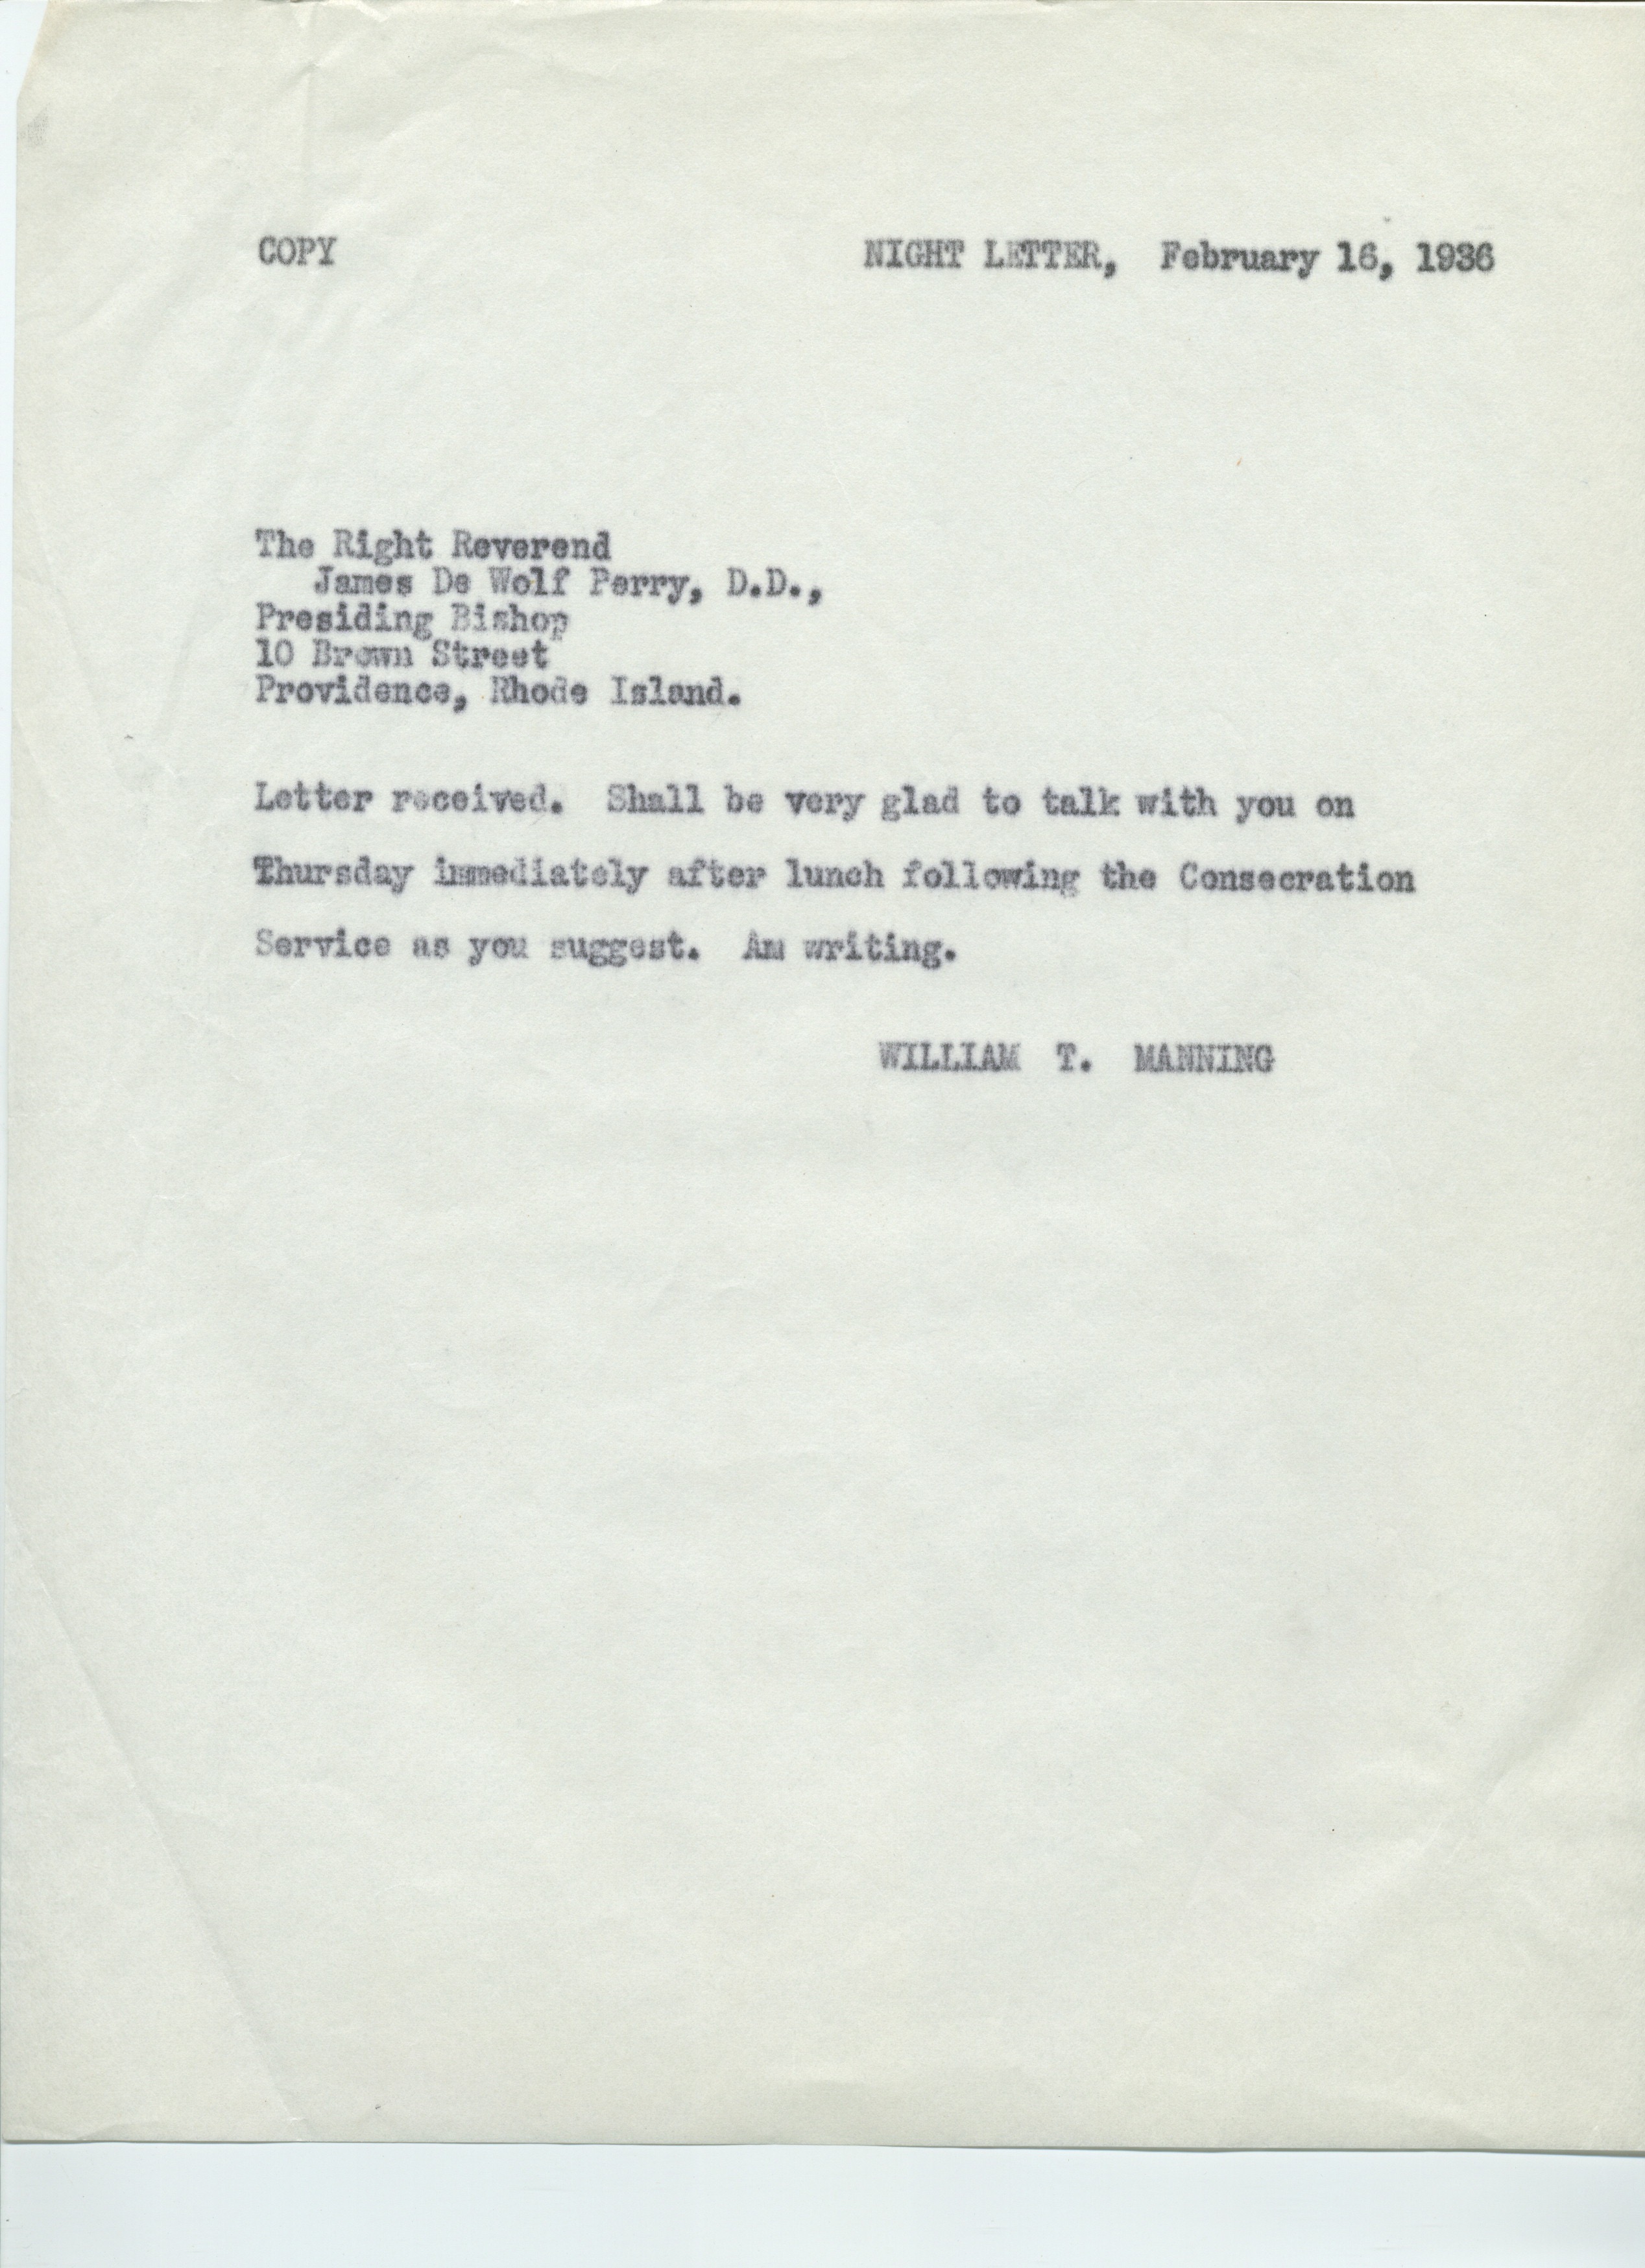 COPY NIGHT LETTER, February 16, 1936
The Right Reverend
James De Wolf Perry, D.D.,
Presiding Bishop
10 Brown Street
Providence, Rhode Island.
Letter received. Shall be very glad to talk with you on
Thursday immediately after lunch following the Consecration
Service as you suggest. Am writing.
WILLIAM T. MANNING